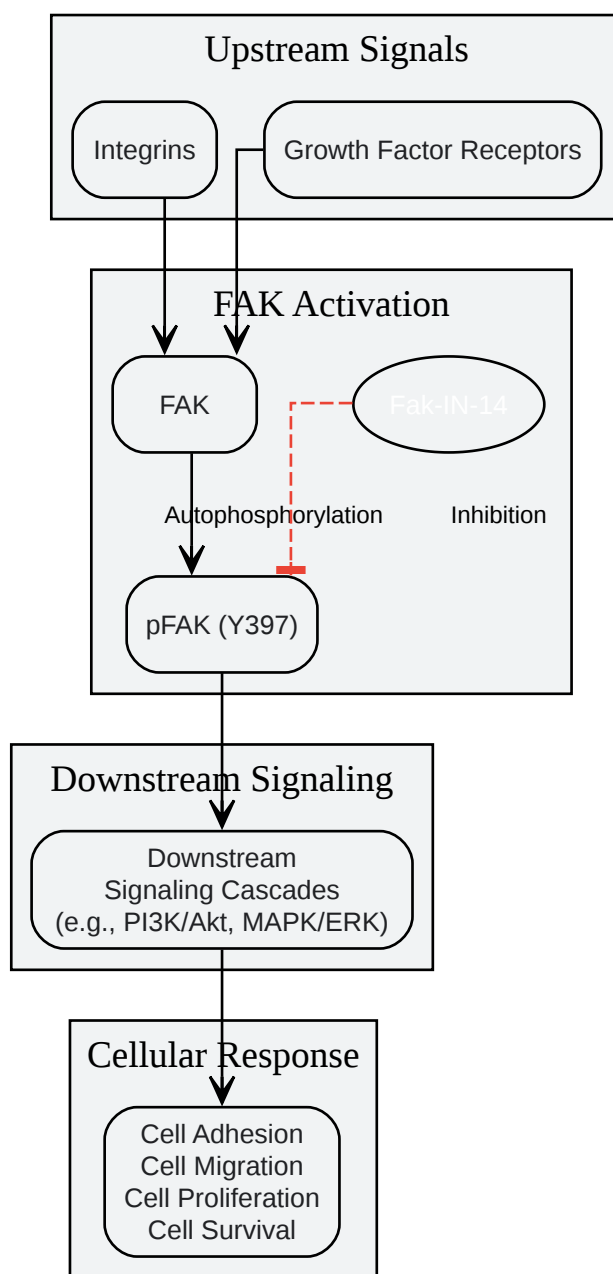 Upstream Signals
Integrins
Growth Factor Receptors
FAK Activation
FAK
Fak-IN-14
Autophosphorylation
Inhibition
pFAK (Y397)
Downstream Signaling
Downstream
Signaling Cascades
(e.g., PI3K/Akt, MAPK/ERK)
Cellular Response
Cell Adhesion
Cell Migration
Cell Proliferation
Cell Survival